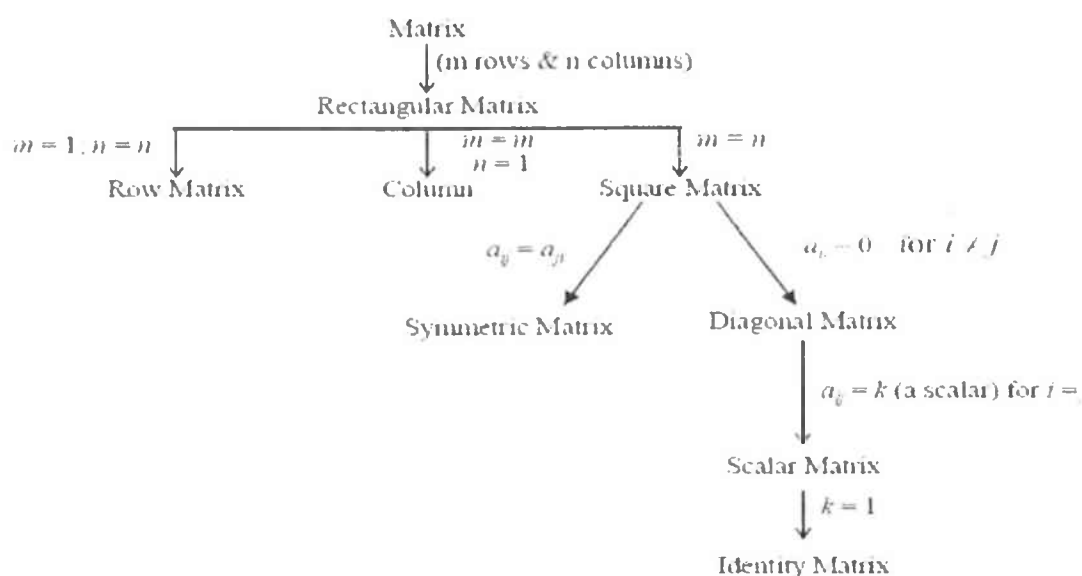 Matrix
(m rows & n columns)
Rectangular Matrix
m = 1, n = n
m = m
n = 1
m = n
Row Matrix
Column
Square Matrix
a_ij = a_ji
= 0 for i ≠ j
Symmetric Matrix
Diagonal Matrix
a_ij = k (a scalar) for i =
Scalar Matrix
k = 1
Identity Matrix